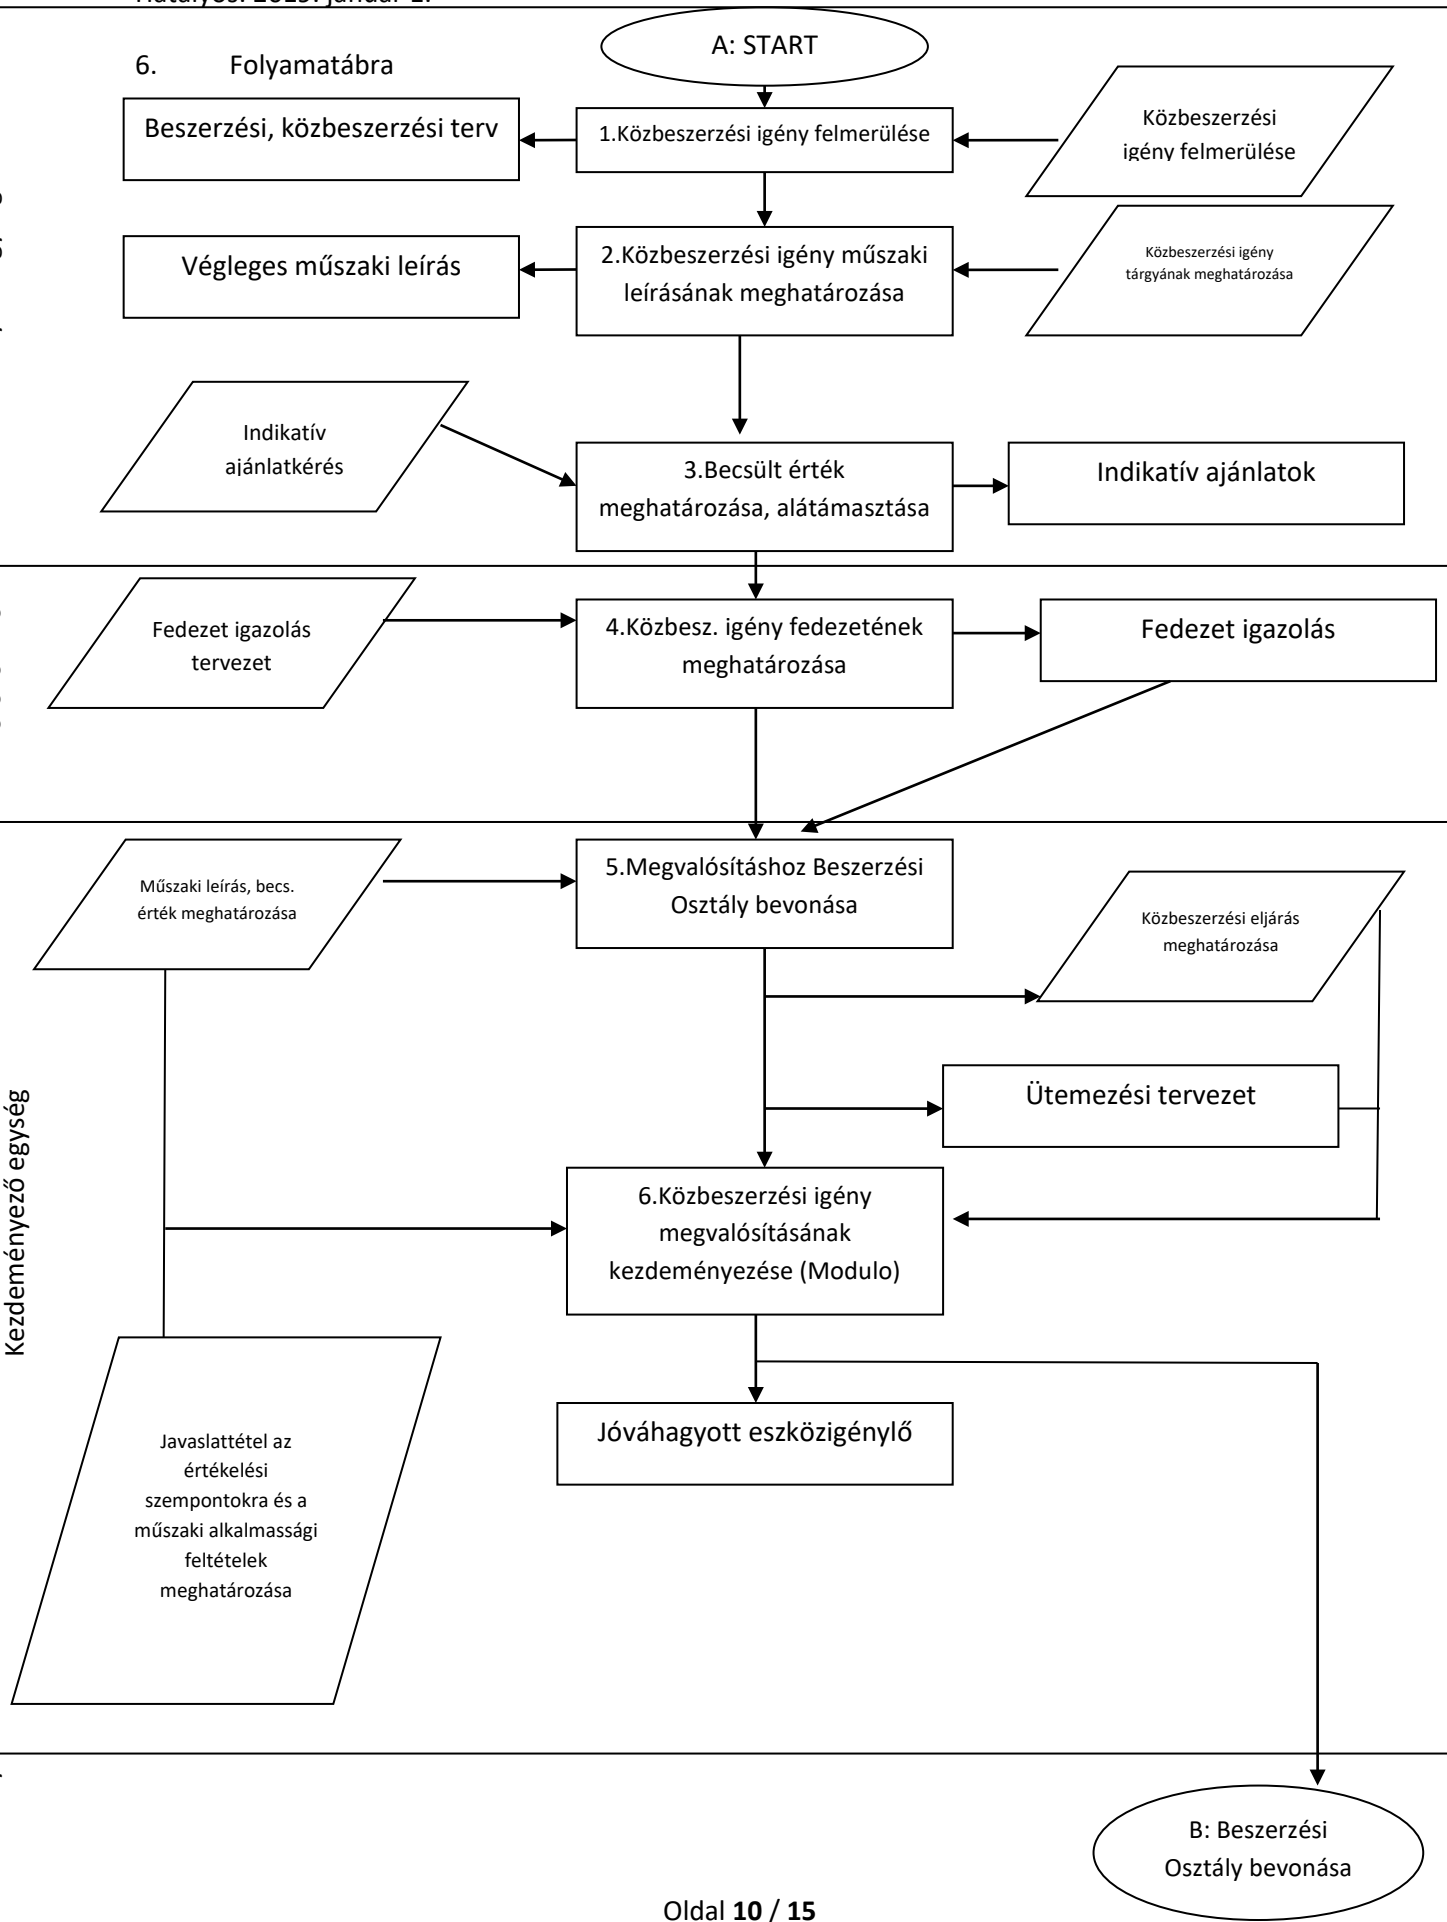 6. Folyamatábra
A: START
Beszerzési, közbeszerzési terv
1.Közbeszerzési igény felmerülése
Közbeszerzési
igény felmerülése
Végleges műszaki leírás
2.Közbeszerzési igény műszaki
leírásának meghatározása
Közbeszerzési igény
tárgyának meghatározása
Indikatív
ajánlatkérés
3.Becsült érték
meghatározása, alátámasztása
Indikatív ajánlatok
Fedezet igazolás
tervezet
4.Közbesz. igény fedezetének
meghatározása
Fedezet igazolás
Műszaki leírás, becs.
érték meghatározása
5.Megvalósításhoz Beszerzési
Osztály bevonása
Közbeszerzési eljárás
meghatározása
Ütemezési tervezet
Kezdeményező egység
6.Közbeszerzési igény
megvalósításának
kezdeményezése (Modulo)
Jóváhagyott eszközigénylő
Javaslattétel az
értékelési
szempontokra és a
műszaki alkalmassági
feltételek
meghatározása
B: Beszerzési
Osztály bevonása
Oldal 10 / 15